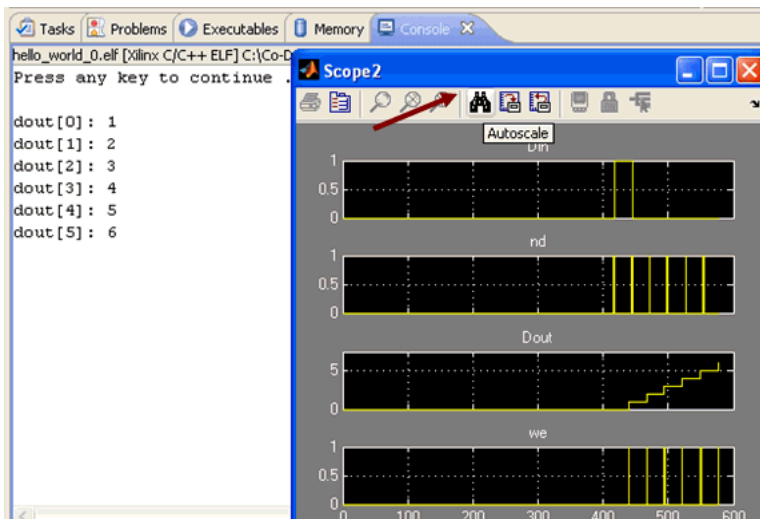 Tasks Problems Executables Memory Console
hello_world_0.elf [Xilinx C/C++ ELF] C:\Co-D
Press any key to continue .
dout[0]: 1
dout[1]: 2
dout[2]: 3
dout[3]: 4
dout[4]: 5
dout[5]: 6
Scope2
Autoscale
Din
1
0.5
0
nd
1
0.5
0
Dout
5
0
we
1
0.5
0
0 100 200 300 400 500 600